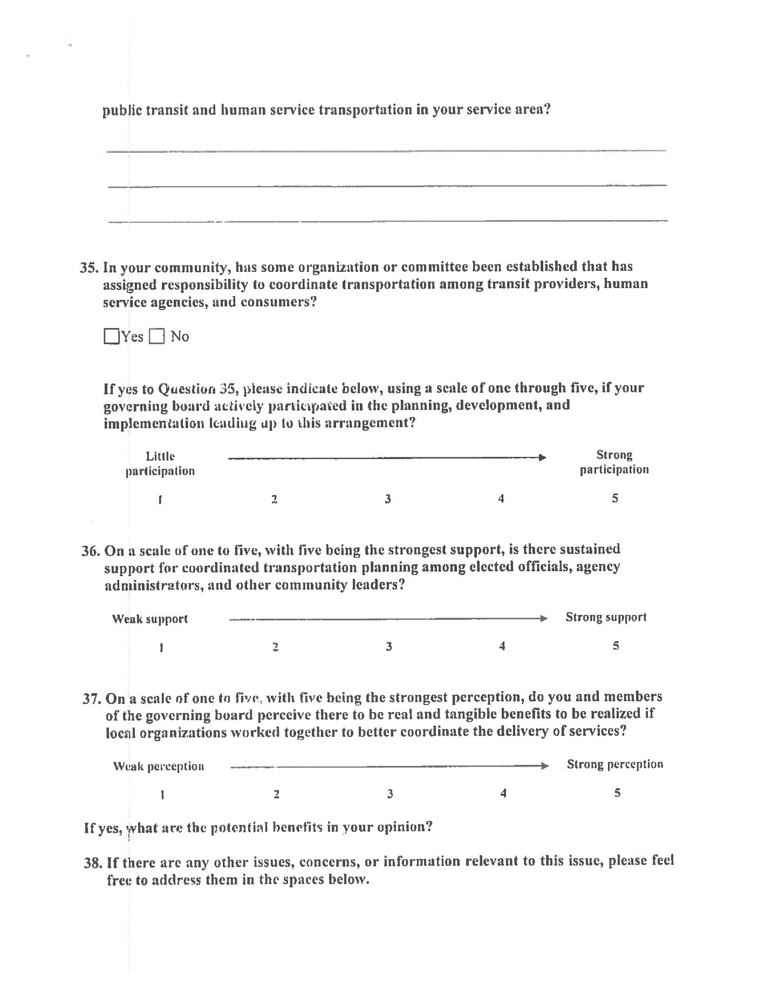 public transit and human service transportation in your service area?
35. In your community, has some organization or committee been established that has
assigned responsibility to coordinate transportation among transit providers, human
service agencies, and consumers?
☐Yes ☐ No
If yes to Question 35, please indicate below, using a scale of one through five, if your
governing board actively participated in the planning, development, and
implementation leading up to this arrangement?
Little Strong
participation participation
1 2 3 4 5
36. On a scale of one to five, with five being the strongest support, is there sustained
support for coordinated transportation planning among elected officials, agency
administrators, and other community leaders?
Weak support Strong support
1 2 3 4 5
37. On a scale of one to five, with five being the strongest perception, do you and members
of the governing board perceive there to be real and tangible benefits to be realized if
local organizations worked together to better coordinate the delivery of services?
Weak perception Strong perception
1 2 3 4 5
If yes, what are the potential benefits in your opinion?
38. If there are any other issues, concerns, or information relevant to this issue, please feel
free to address them in the spaces below.